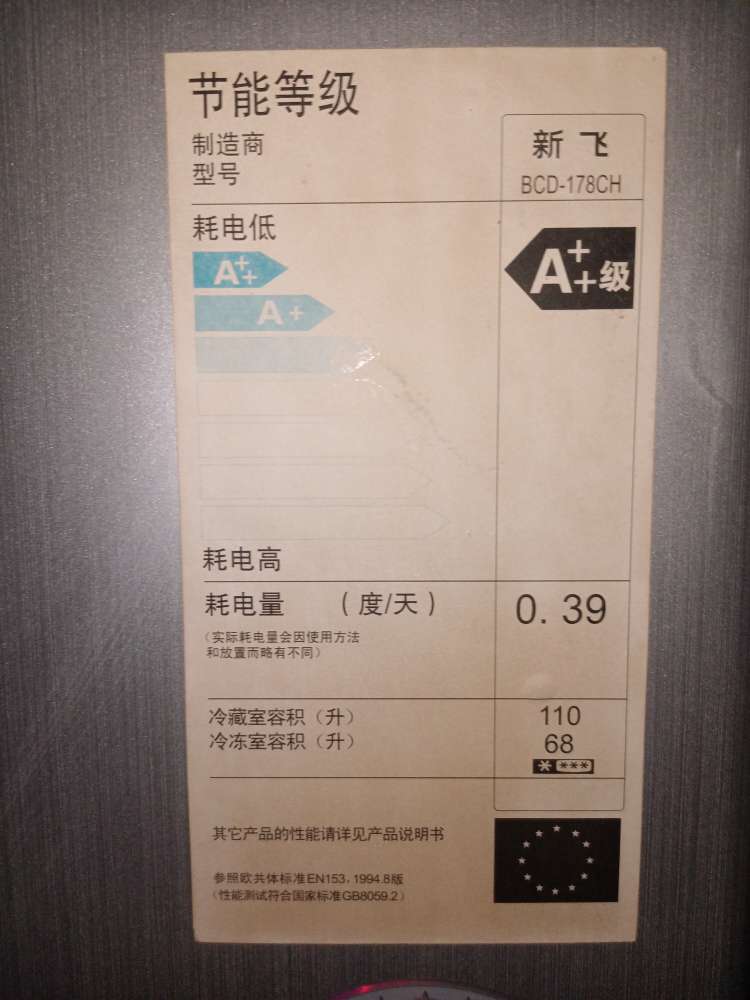 节能等级
制造商 新飞
型号 BCD-178CH
耗电低
A++
A++级
A+
耗电高
耗电量 （度/天） 0.39
（实际耗电量会因使用方法
和放置而略有不同）
冷藏室容积（升） 110
冷冻室容积（升） 68
* ***
其它产品的性能请详见产品说明书
参照欧共体标准EN153，1994.8版
（性能测试符合国家标准GB8059.2）